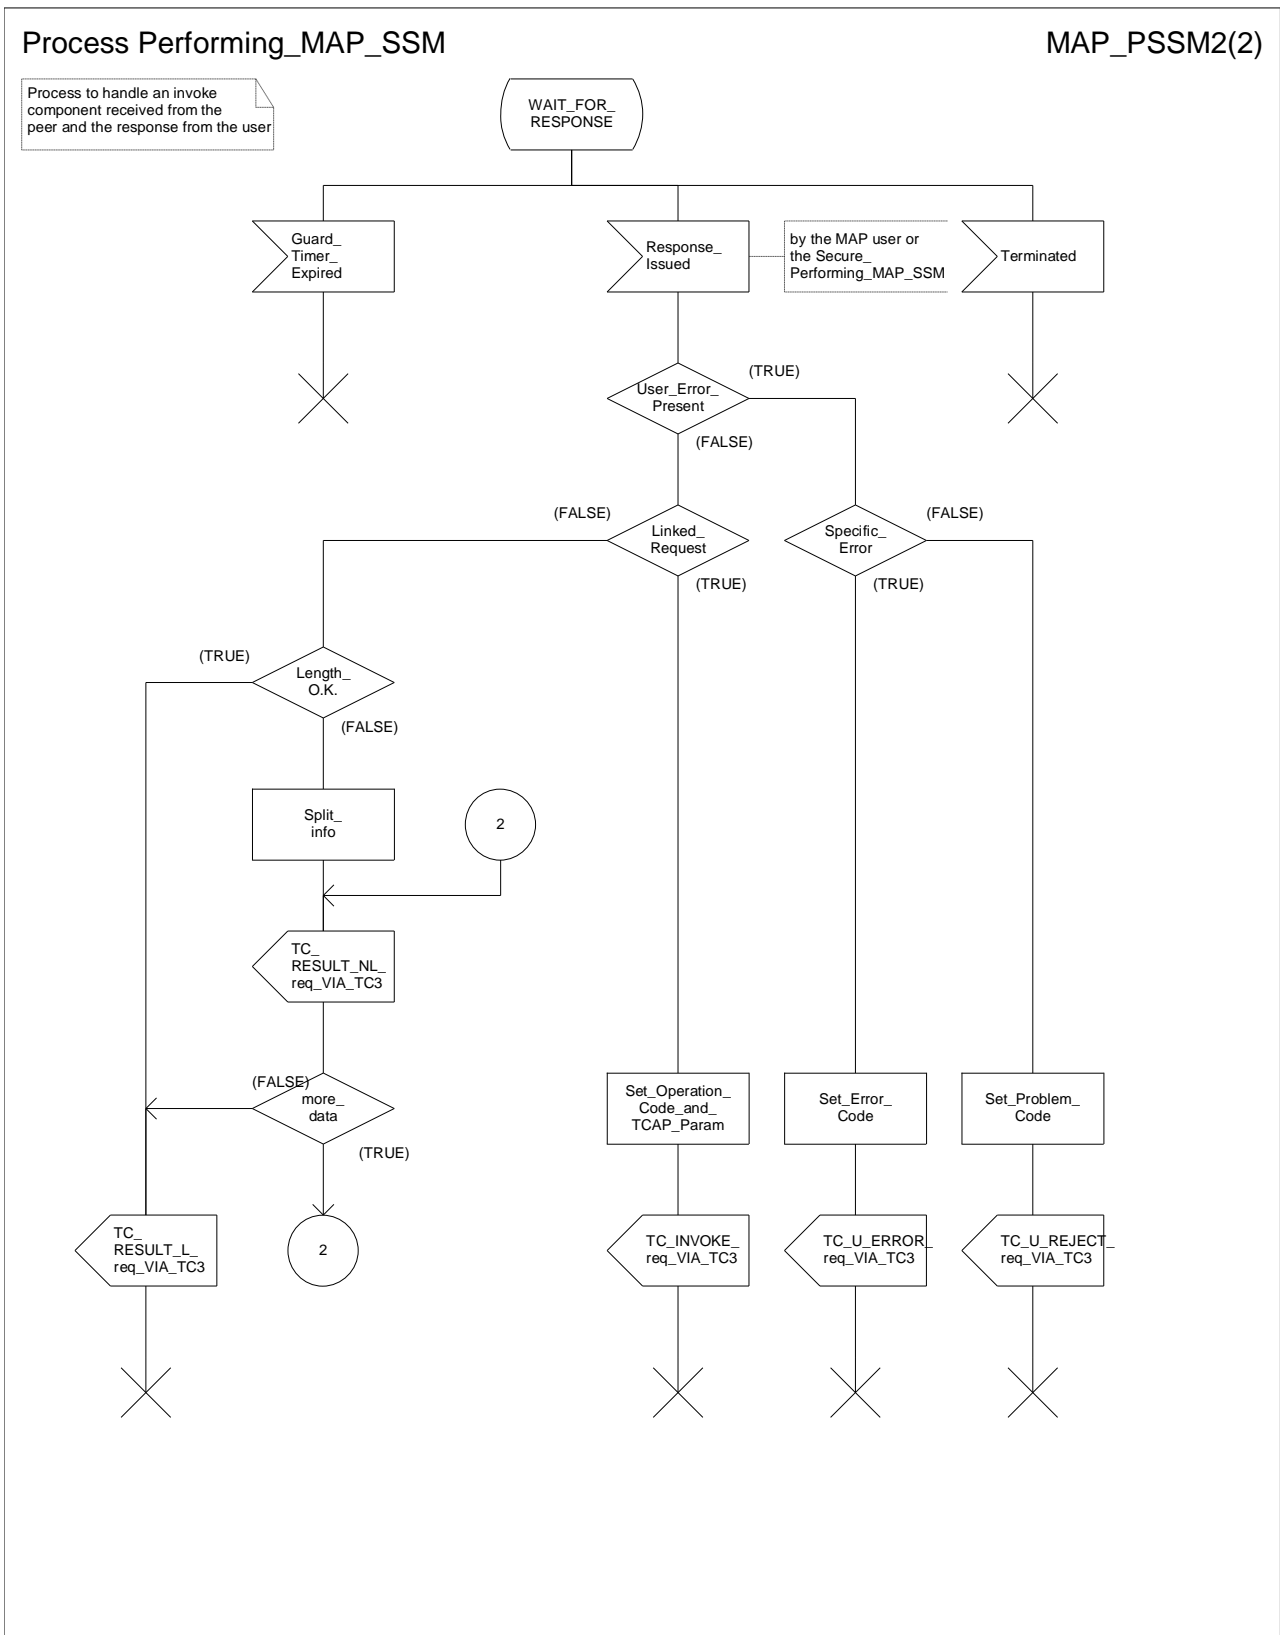 Process Performing_MAP_SSM
MAP_PSSM2(2)
Process to handle an invoke
component received from the
peer and the response from the user
WAIT_FOR_
RESPONSE
Guard_
Timer_
Expired
Response_
Issued
by the MAP user or
the Secure_
Performing_MAP_SSM
Terminated
User_Error_
Present
(TRUE)
(FALSE)
(FALSE)
Linked_
Request
(TRUE)
Specific_
Error
(FALSE)
(TRUE)
(TRUE)
Length_
O.K.
(FALSE)
Split_
info
2
TC_
RESULT_NL_
req_VIA_TC3
(FALSE)
more_
data
(TRUE)
Set_Operation_
Code_and_
TCAP_Param
Set_Error_
Code
Set_Problem_
Code
TC_
RESULT_L_
req_VIA_TC3
2
TC_INVOKE_
req_VIA_TC3
TC_U_ERROR_
req_VIA_TC3
TC_U_REJECT_
req_VIA_TC3